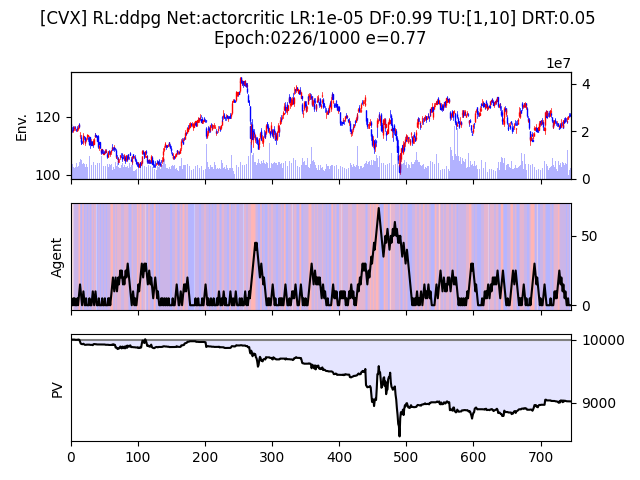 [CVX] RL:ddpg Net:actorcritic LR:1e-05 DF:0.99 TU:[1,10] DRT:0.05
Epoch:0226/1000 e=0.77
1e7
Env.
120
100
4
2
0
Agent
50
0
PV
10000
9000
0 100 200 300 400 500 600 700